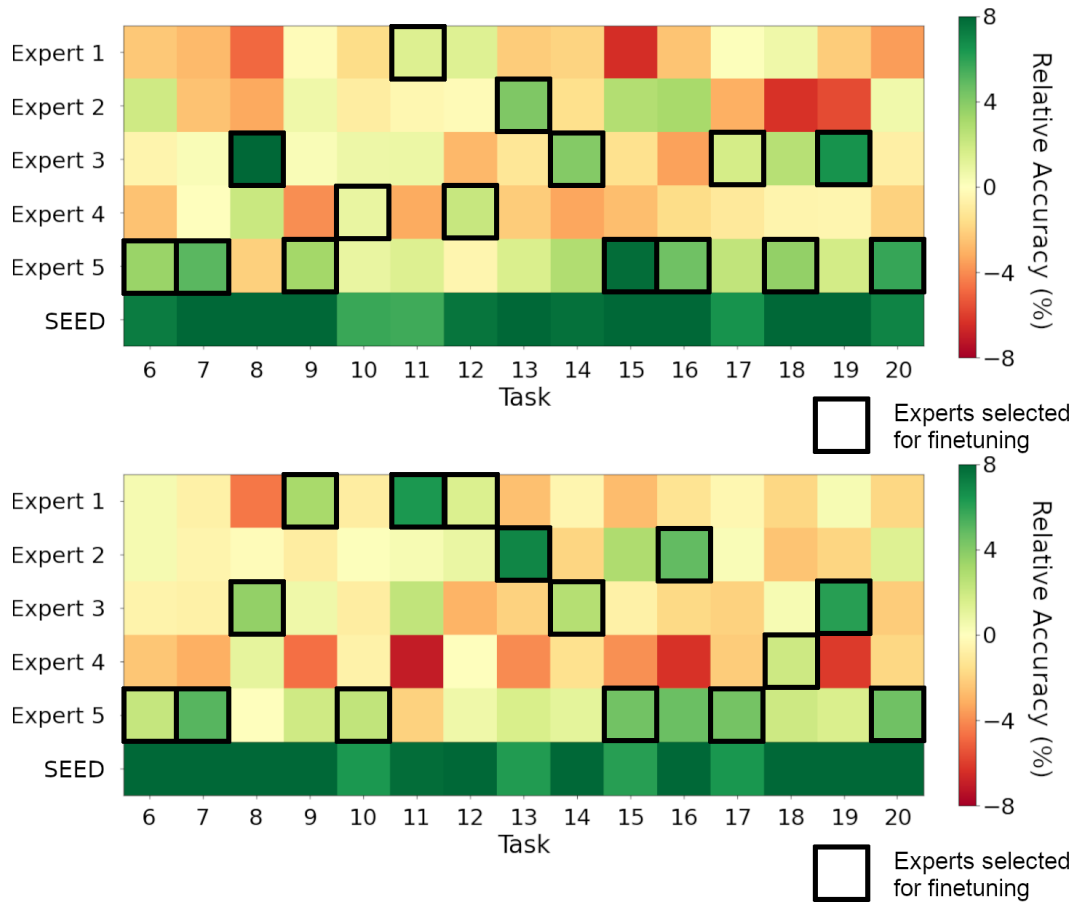 Expert 1
Expert 2
Expert 3
Expert 4
Expert 5
SEED
6 7 8 9 10 11 12 13 14 15 16 17 18 19 20
Task
8
4
0
−4
−8
Relative Accuracy (%)
Experts selected
for finetuning
Expert 1
Expert 2
Expert 3
Expert 4
Expert 5
SEED
6 7 8 9 10 11 12 13 14 15 16 17 18 19 20
Task
8
4
0
−4
−8
Relative Accuracy (%)
Experts selected
for finetuning